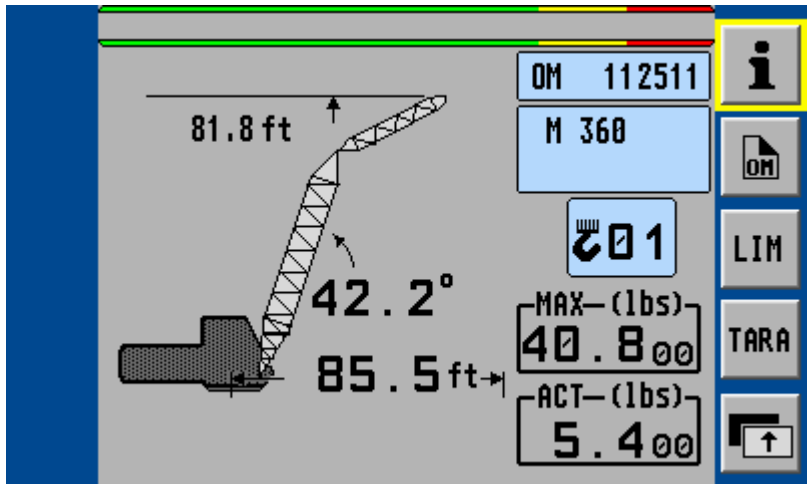 OM 112511
i
81.8 ft
M 360
OM
01
LIM
42.2°
MAX—(lbs)
40.800
TARA
85.5 ft
ACT—(lbs)
5.400